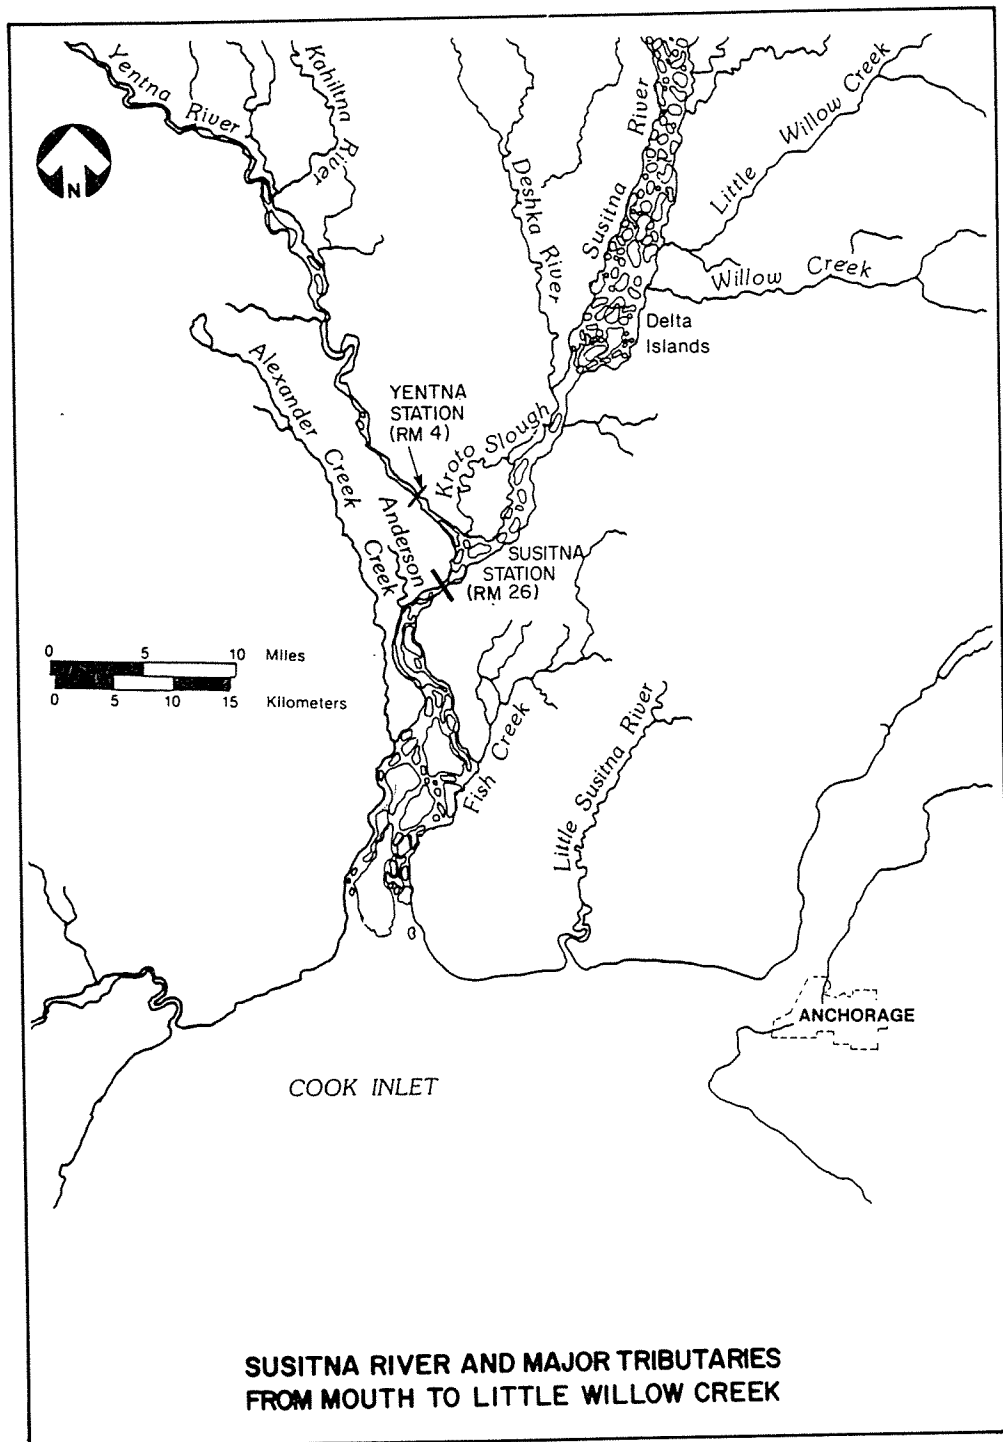 Yentna River
Kahiltna River
Deshka River
Susitna River
Little Willow Creek
N
Willow Creek
Delta
Islands
Alexander Creek
YENTNA
STATION
(RM 4)
Kroto Slough
Anderson Creek
SUSITNA
STATION
(RM 26)
0 5 10 Miles
0 5 10 15 Kilometers
Fish Creek
Little Susitna River
ANCHORAGE
COOK INLET
SUSITNA RIVER AND MAJOR TRIBUTARIES
FROM MOUTH TO LITTLE WILLOW CREEK